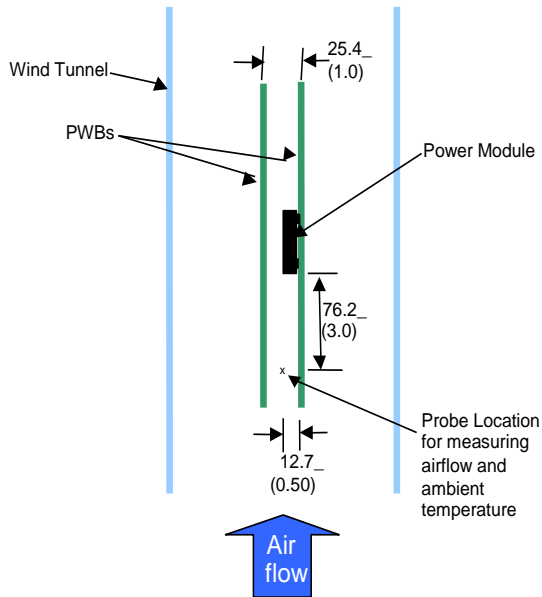 25.4_
(1.0)
Wind Tunnel
PWBs
Power Module
76.2_
(3.0)
x
Probe Location
for measuring
airflow and
ambient
temperature
12.7_
(0.50)
Air
flow